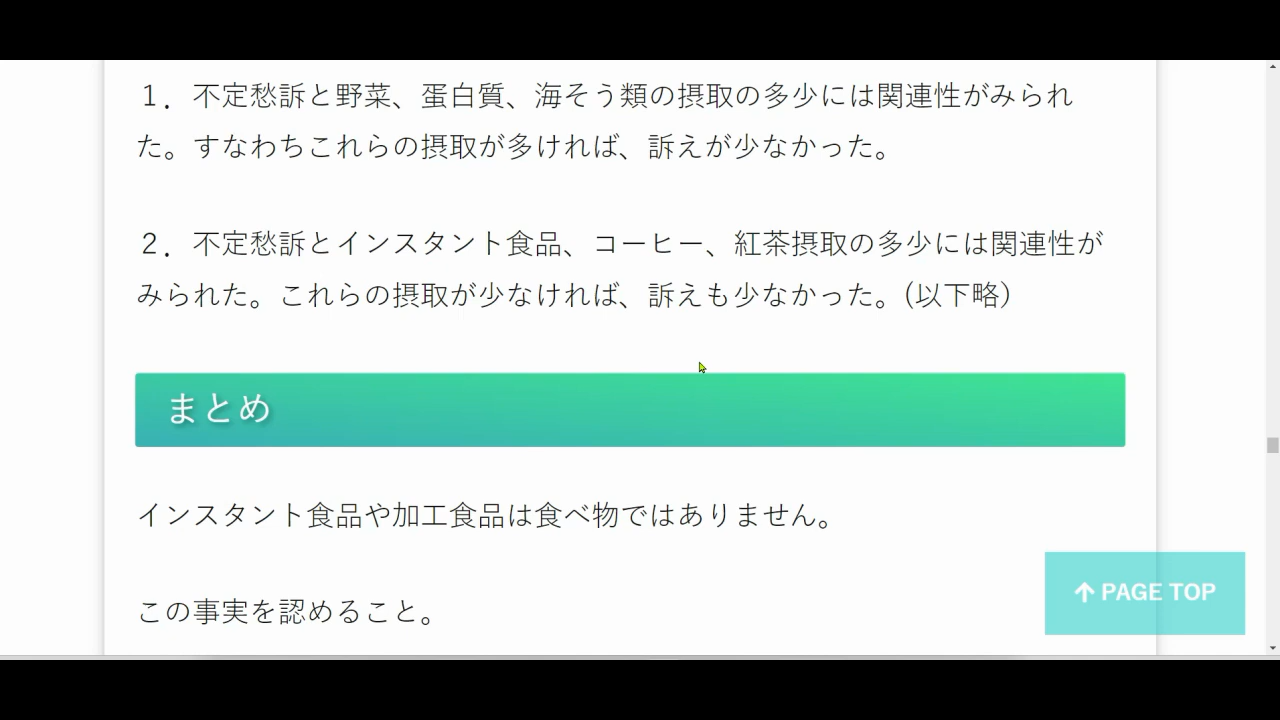 １．不定愁訴と野菜、蛋白質、海そう類の摂取の多少には関連性がみられ
た。すなわちこれらの摂取が多ければ、訴えが少なかった。
２．不定愁訴とインスタント食品、コーヒー、紅茶摂取の多少には関連性が
みられた。これらの摂取が少なければ、訴えも少なかった。(以下略)
まとめ
インスタント食品や加工食品は食べ物ではありません。
↑ PAGE TOP
この事実を認めること。